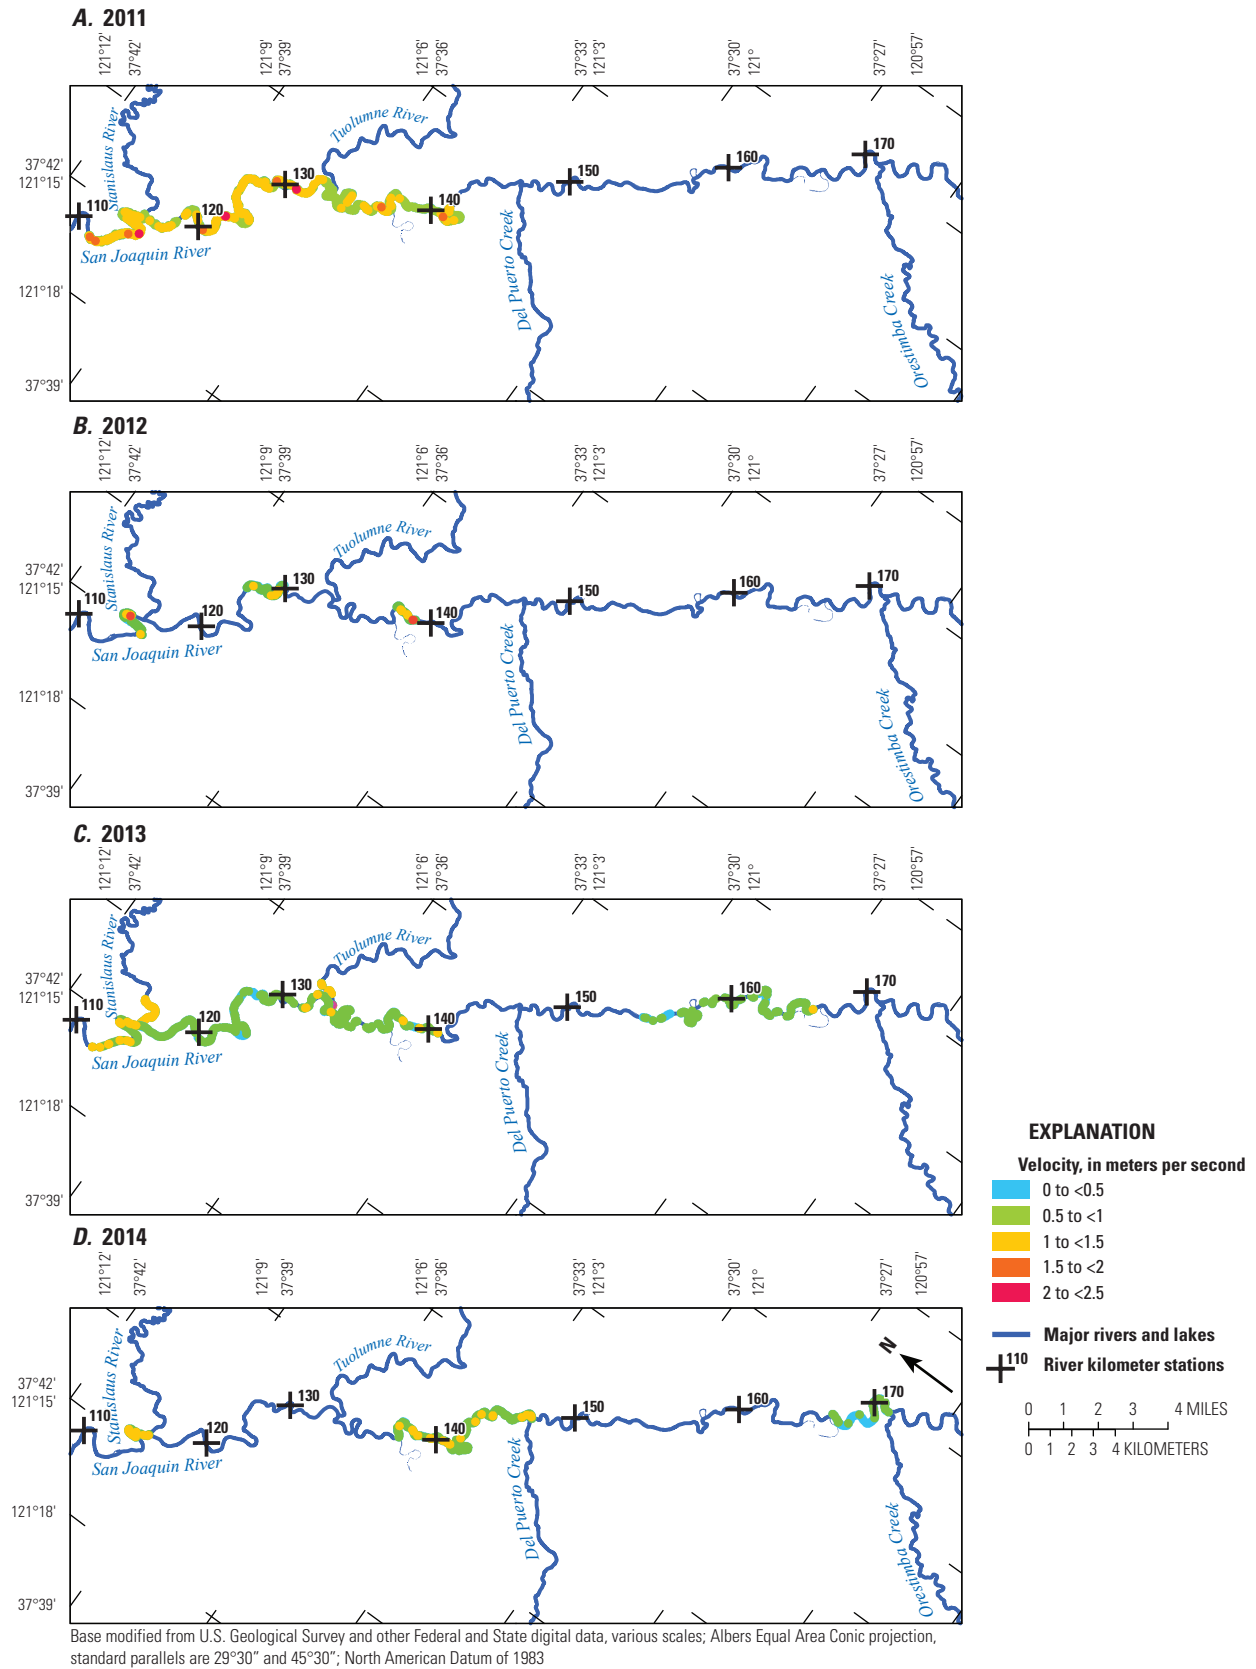 A. 2011
121°12'
37°42'
121°9'
37°39'
121°6'
37°36'
37°33'
121°3'
37°30'
121°
37°27'
120°57'
Stanislaus River
Tuolumne River
37°42'
121°15'
110
120
130
140
150
160
170
San Joaquin River
Del Puerto Creek
Orestimba Creek
121°18'
37°39'
B. 2012
121°12'
37°42'
121°9'
37°39'
121°6'
37°36'
37°33'
121°3'
37°30'
121°
37°27'
120°57'
Stanislaus River
Tuolumne River
37°42'
121°15'
110
120
130
140
150
160
170
San Joaquin River
Del Puerto Creek
Orestimba Creek
121°18'
37°39'
C. 2013
121°12'
37°42'
121°9'
37°39'
121°6'
37°36'
37°33'
121°3'
37°30'
121°
37°27'
120°57'
Stanislaus River
Tuolumne River
37°42'
121°15'
110
120
130
140
150
160
170
San Joaquin River
Del Puerto Creek
121°18'
37°39'
D. 2014
121°12'
37°42'
121°9'
37°39'
121°6'
37°36'
37°33'
121°3'
37°30'
121°
37°27'
120°57'
Stanislaus River
Tuolumne River
37°42'
121°15'
110
120
130
140
150
160
170
San Joaquin River
Del Puerto Creek
Orestimba Creek
121°18'
37°39'
EXPLANATION
Velocity, in meters per second
0 to <0.5
0.5 to <1
1 to <1.5
1.5 to <2
2 to <2.5
Major rivers and lakes
110 River kilometer stations
N
0 1 2 3 4 MILES
0 1 2 3 4 KILOMETERS
Base modified from U.S. Geological Survey and other Federal and State digital data, various scales; Albers Equal Area Conic projection,
standard parallels are 29°30” and 45°30”; North American Datum of 1983